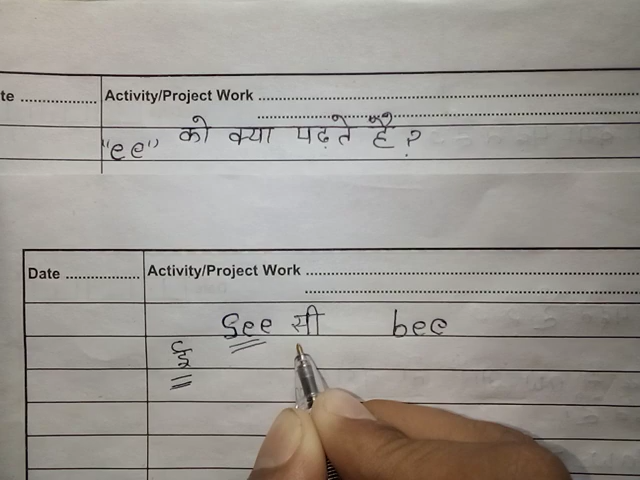 te .................. Activity/Project Work ..................
"ee" को क्या पढ़ते हैं ?
Date .................. Activity/Project Work ..................
See सी bee
ई